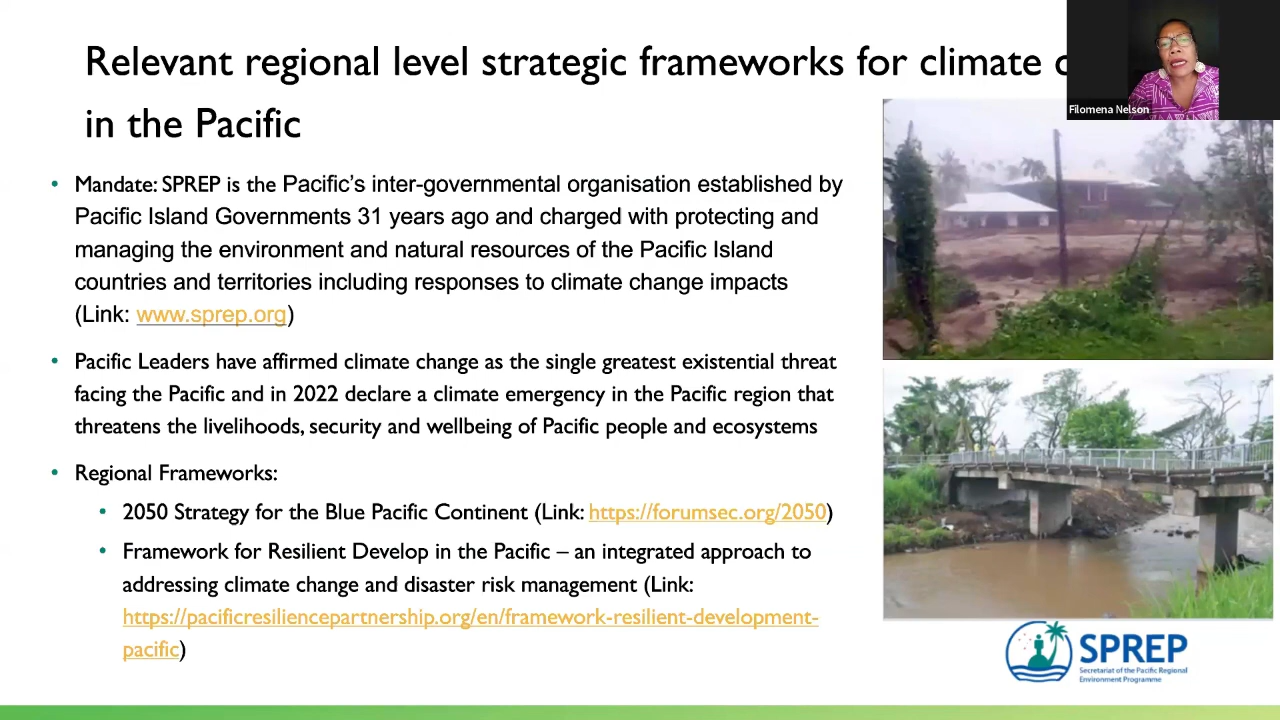 Relevant regional level strategic frameworks for climate
in the Pacific
Filomena Nelson
• Mandate: SPREP is the Pacific's inter-governmental organisation established by
Pacific Island Governments 31 years ago and charged with protecting and
managing the environment and natural resources of the Pacific Island
countries and territories including responses to climate change impacts
(Link: www.sprep.org)
• Pacific Leaders have affirmed climate change as the single greatest existential threat
facing the Pacific and in 2022 declare a climate emergency in the Pacific region that
threatens the livelihoods, security and wellbeing of Pacific people and ecosystems
• Regional Frameworks:
• 2050 Strategy for the Blue Pacific Continent (Link: https://forumsec.org/2050)
• Framework for Resilient Develop in the Pacific – an integrated approach to
addressing climate change and disaster risk management (Link:
https://pacificresiliencepartnership.org/en/framework-resilient-development-
pacific)
SPREP
Secretariat of the Pacific Regional
Environment Programme